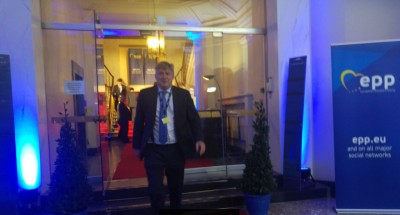 epp
epp.eu
and on all major
social networks